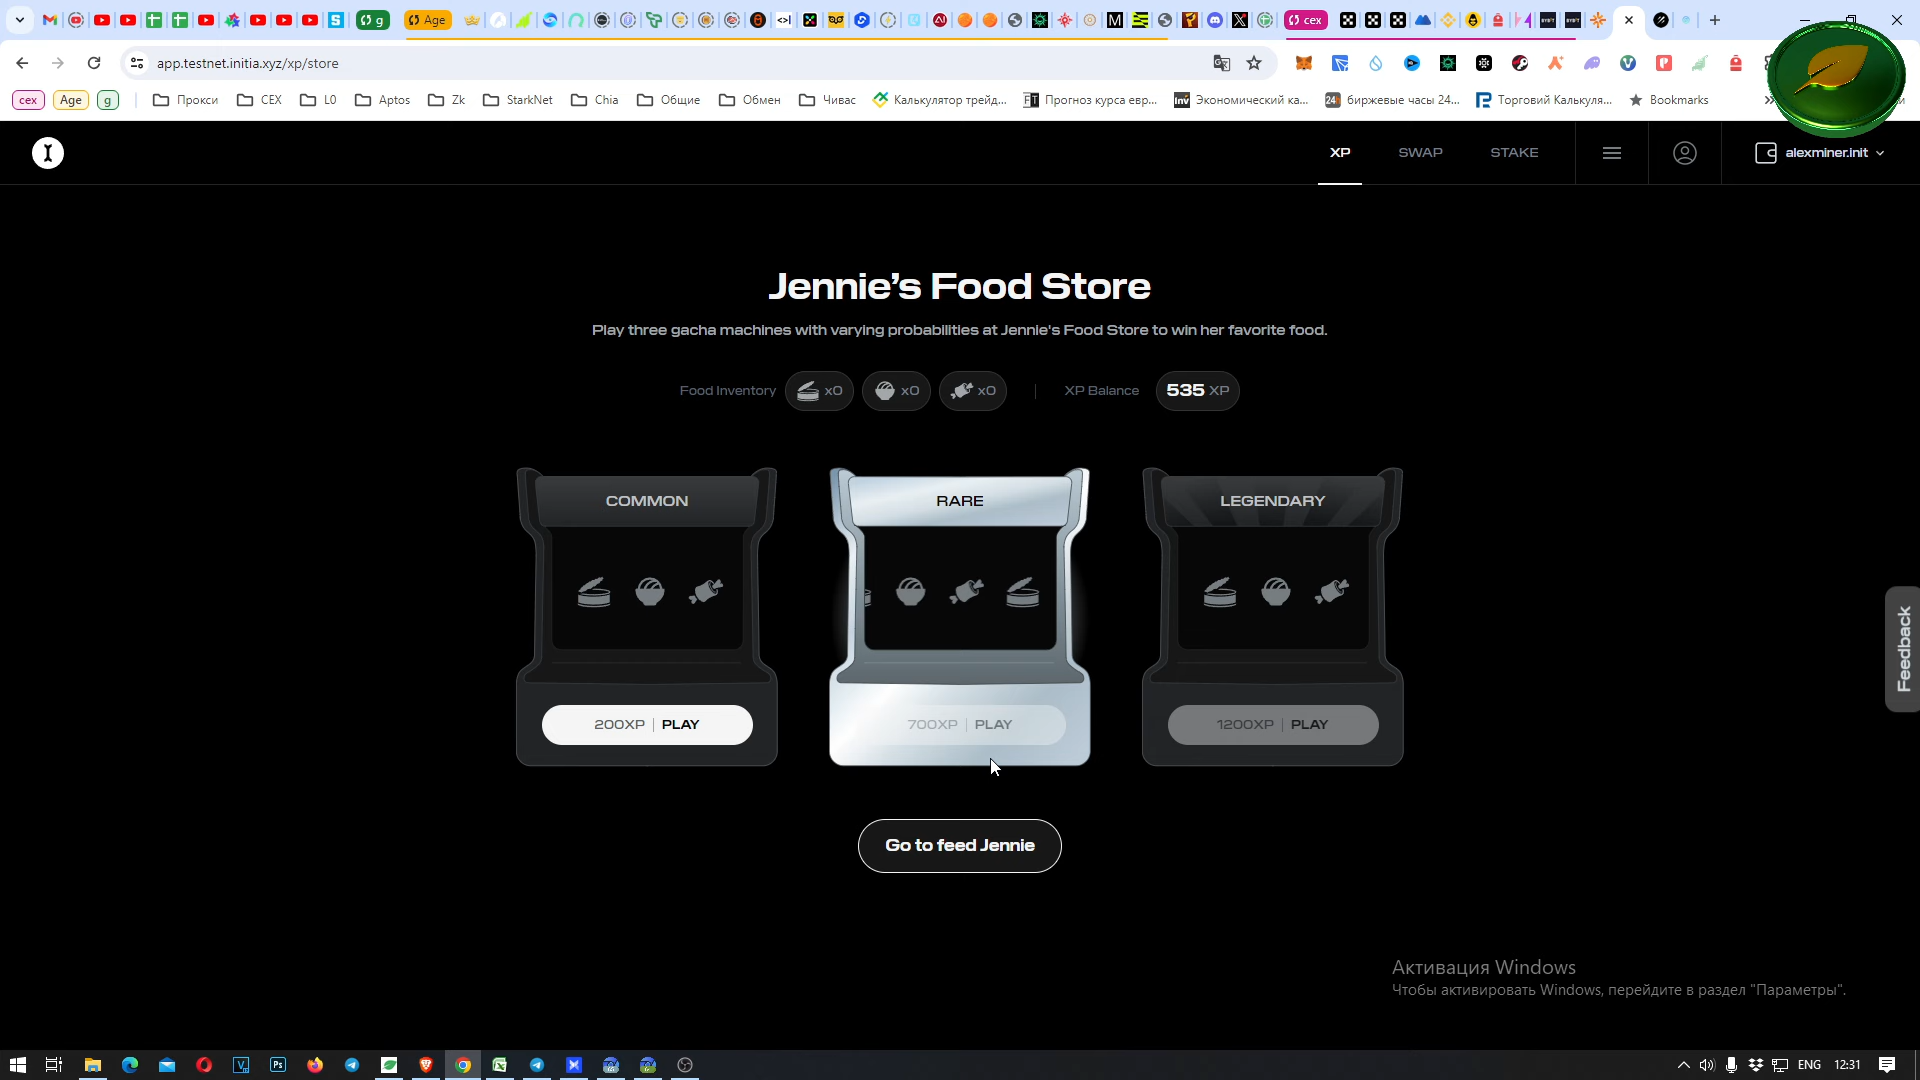 g
Age
cex
app.testnet.initia.xyz/xp/store
cex
Age
g
Прокси
CEX
L0
Aptos
Zk
StarkNet
Chia
Общие
Обмен
Чивас
Калькулятор трейд...
Прогноз курса евр...
Экономический ка...
биржевые часы 24...
Торговий Калькуля...
Bookmarks
XP
SWAP
STAKE
alexminer.init
Jennie's Food Store
Play three gacha machines with varying probabilities at Jennie's Food Store to win her favorite food.
Food Inventory
x0
x0
x0
XP Balance
535 XP
COMMON
RARE
LEGENDARY
200XP | PLAY
700XP | PLAY
1200XP | PLAY
Feedback
Go to feed Jennie
Активация Windows
Чтобы активировать Windows, перейдите в раздел "Параметры".
ENG
12:31